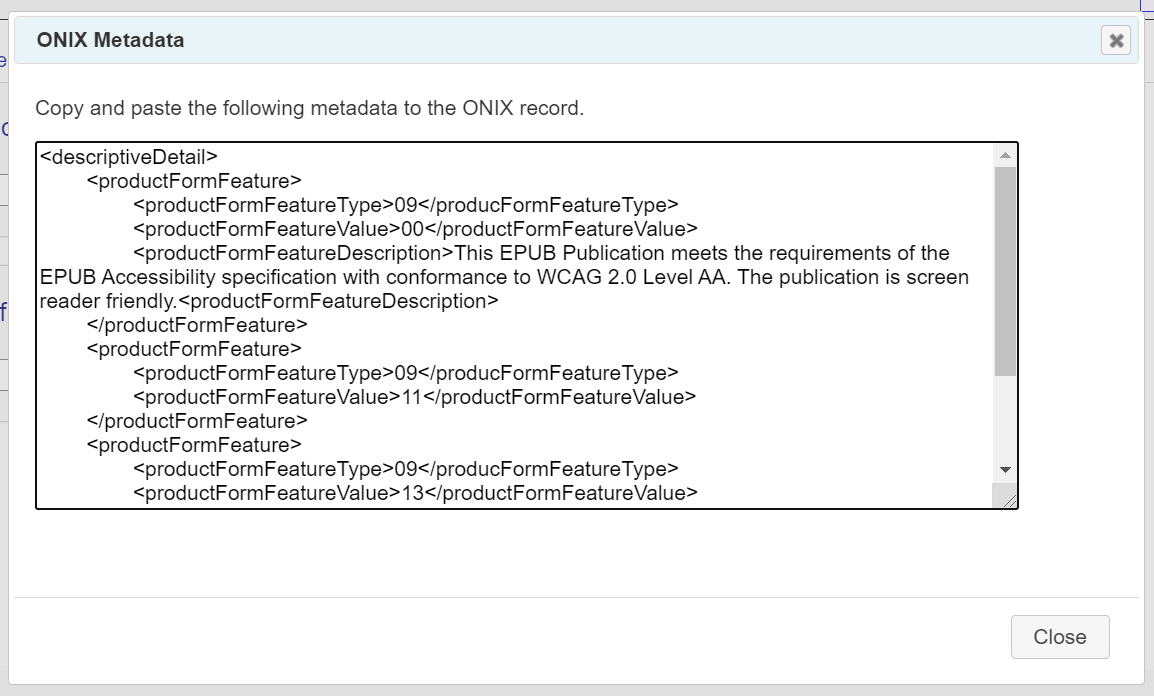 ONIX Metadata
Copy and paste the following metadata to the ONIX record.
<descriptiveDetail>
<productFormFeature>
<productFormFeatureType>09</producFormFeatureType>
<productFormFeatureValue>00</productFormFeatureValue>
<productFormFeatureDescription>This EPUB Publication meets the requirements of the
EPUB Accessibility specification with conformance to WCAG 2.0 Level AA. The publication is screen
reader friendly.<productFormFeatureDescription>
</productFormFeature>
<productFormFeature>
<productFormFeatureType>09</producFormFeatureType>
<productFormFeatureValue>11</productFormFeatureValue>
</productFormFeature>
<productFormFeature>
<productFormFeatureType>09</producFormFeatureType>
<productFormFeatureValue>13</productFormFeatureValue>
Close